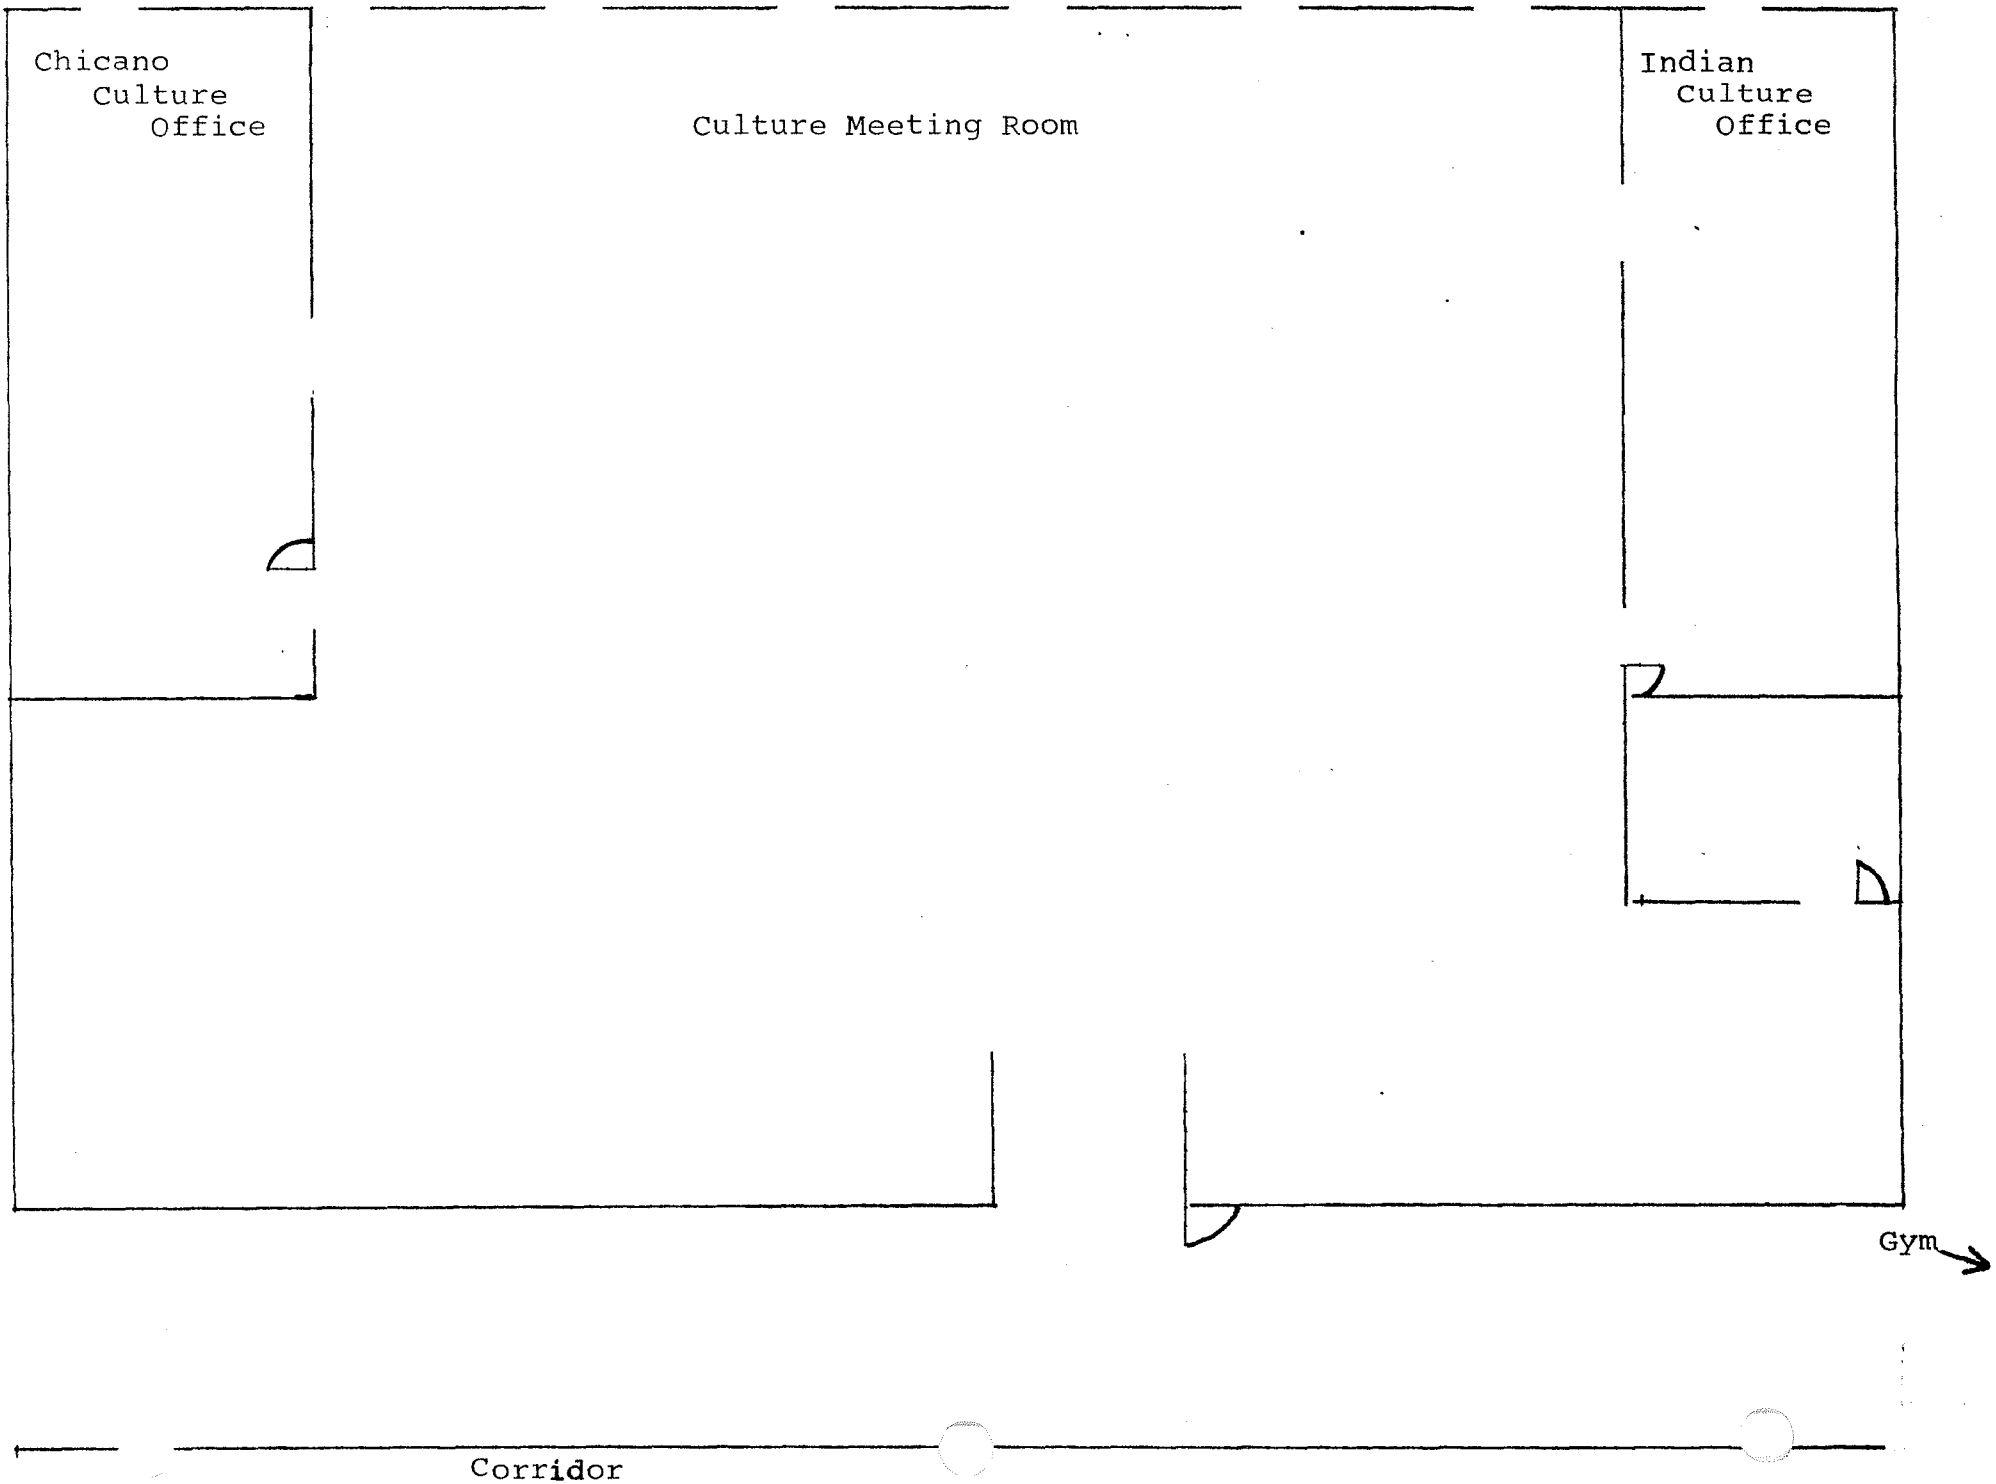 Chicano
Culture
Office
Culture Meeting Room
Indian
Culture
Office
Gym
Corridor